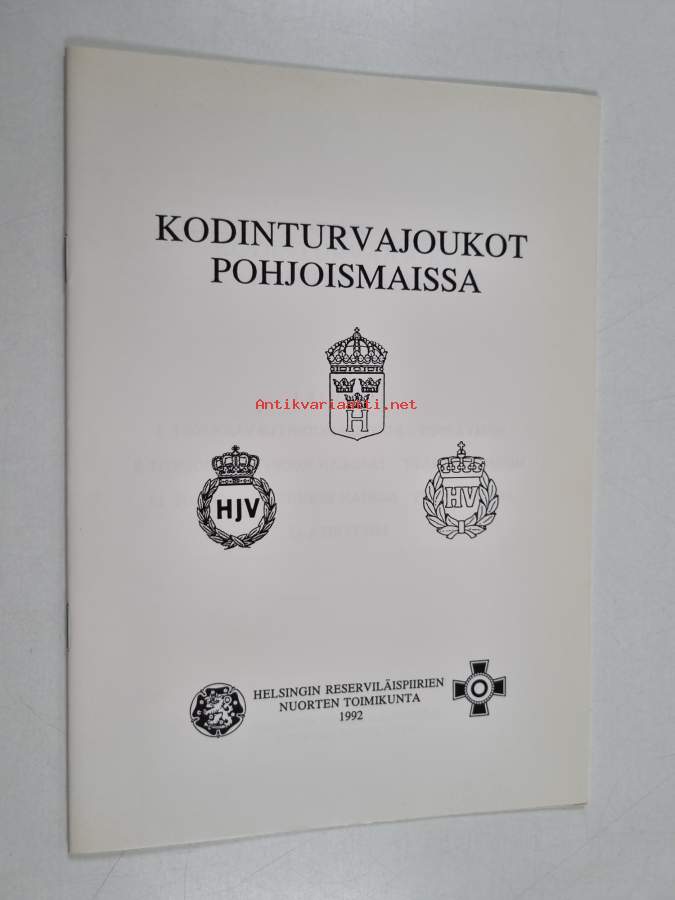 KODINTURVAJOUKOT
POHJOISMAISSA
H
Antikvariaatti.net
HJV
HV
HELSINGIN RESERVILÄISPIIRIEN
NUORTEN TOIMIKUNTA
1992